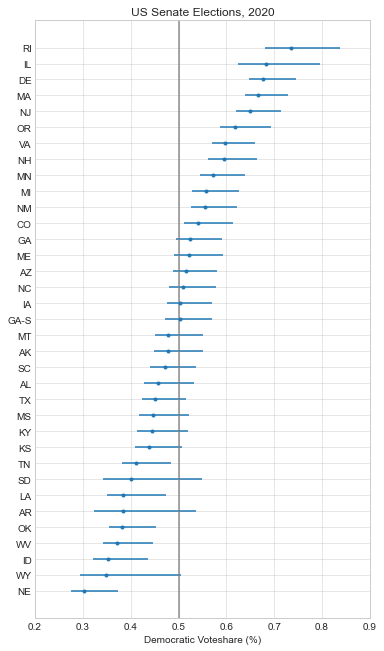 US Senate Elections, 2020
RI
IL
DE
MA
NJ
OR
VA
NH
MN
MI
NM
CO
GA
ME
AZ
NC
IA
GA-S
MT
AK
SC
AL
TX
MS
KY
KS
TN
SD
LA
AR
OK
WV
ID
WY
NE
0.2 0.3 0.4 0.5 0.6 0.7 0.8 0.9
Democratic Voteshare (%)